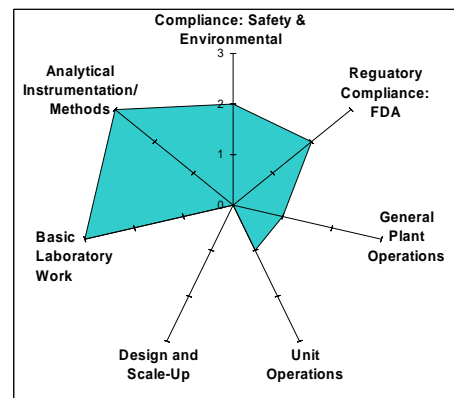 Compliance: Safety &
Environmental
3
Analytical
Instrumentation/
Methods
Reguatory
Compliance:
FDA
2
1
0
General
Plant
Operations
Basic
Laboratory
Work
Design and
Scale-Up
Unit
Operations